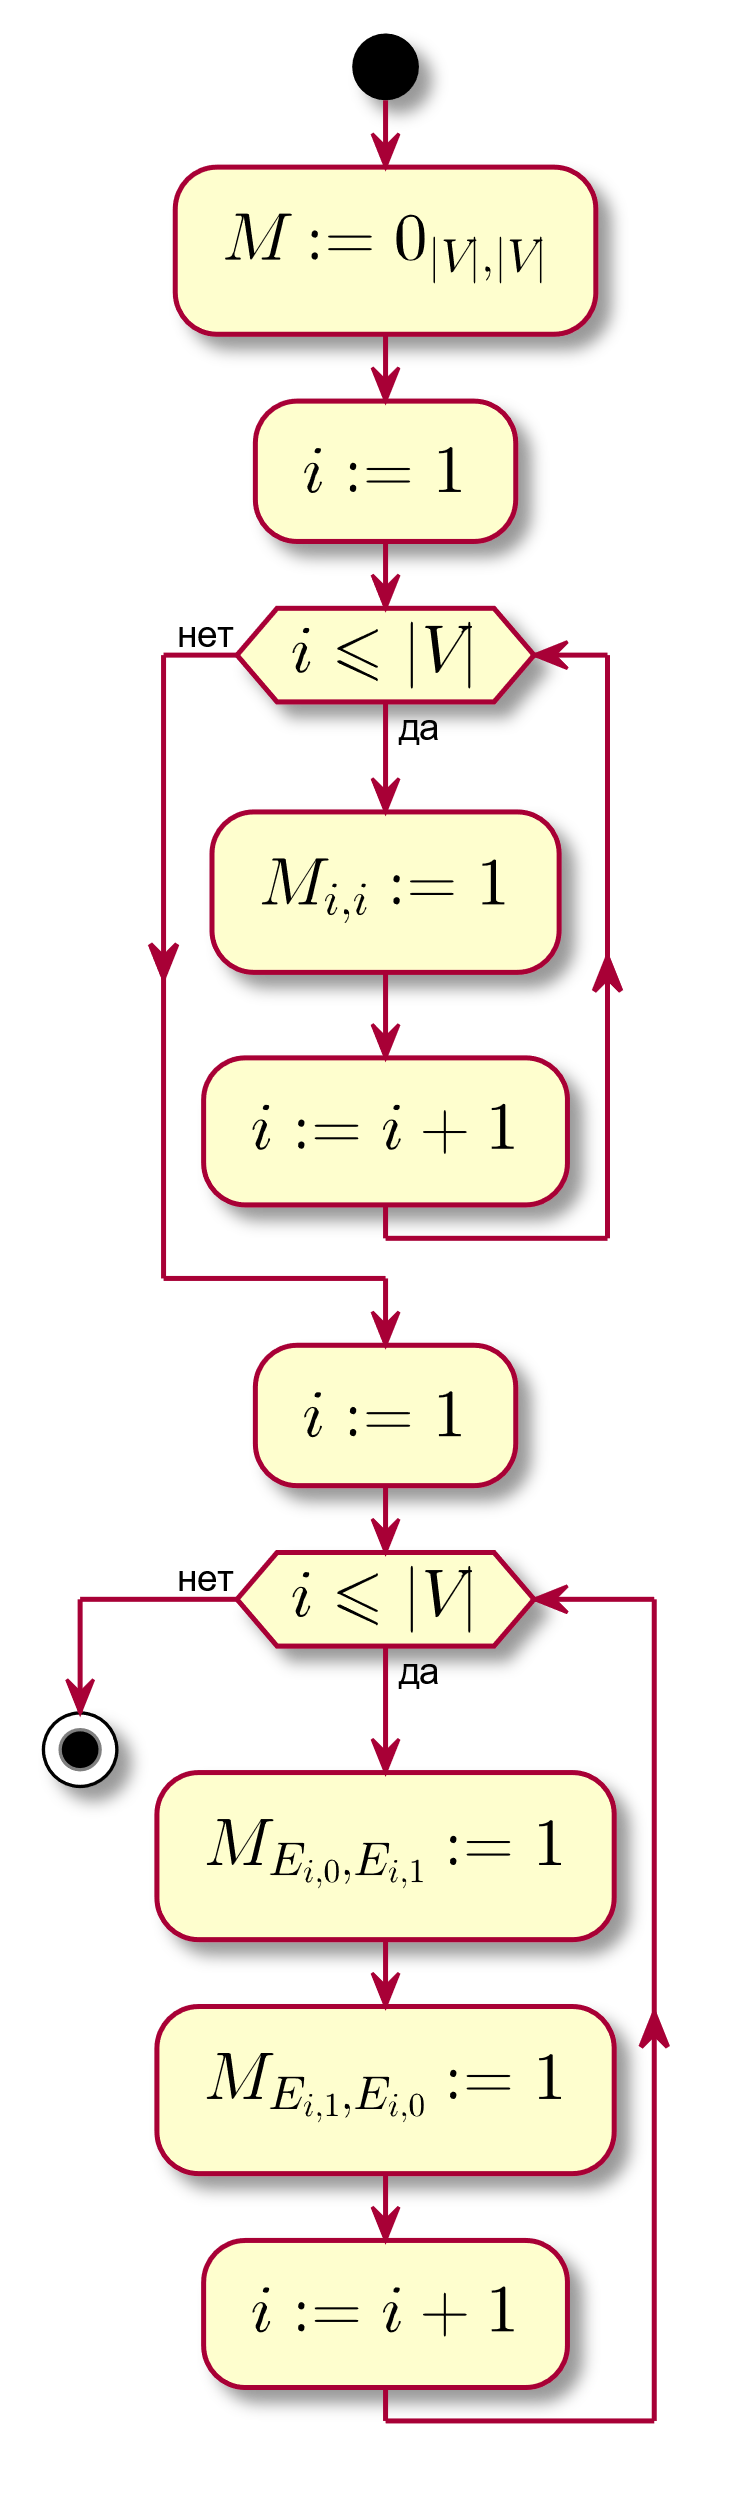 M := 0_{|V|,|V|}
i := 1
i ⩽ |V|
нет
да
M_{i,i} := 1
i := i + 1
i := 1
i ⩽ |V|
нет
да
M_{E_{i,0},E_{i,1}} := 1
M_{E_{i,1},E_{i,0}} := 1
i := i + 1